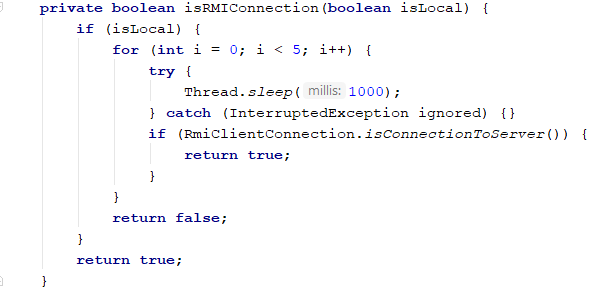 private boolean isRMIConnection(boolean isLocal) {
    if (isLocal) {
        for (int i = 0; i < 5; i++) {
            try {
                Thread.sleep( millis: 1000);
            } catch (InterruptedException ignored) {}
            if (RmiClientConnection.isConnectionToServer()) {
                return true;
            }
        }
        return false;
    }
    return true;
}